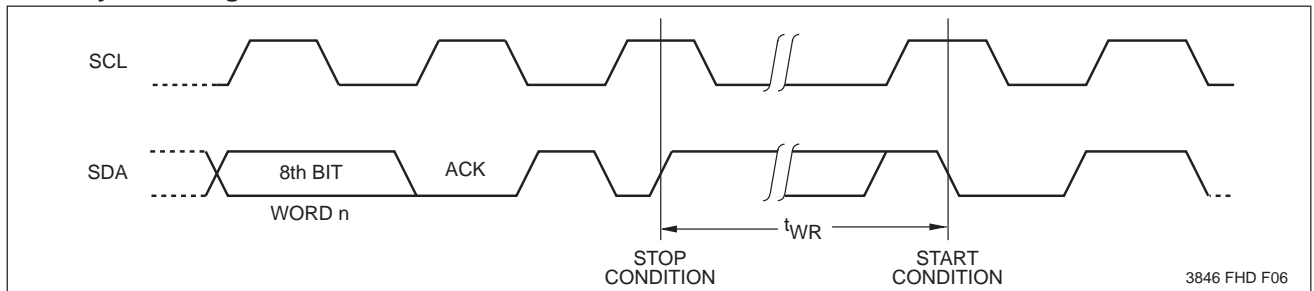 SCL
SDA
8th BIT
ACK
WORD n
tWR
STOP
CONDITION
START
CONDITION
3846 FHD F06